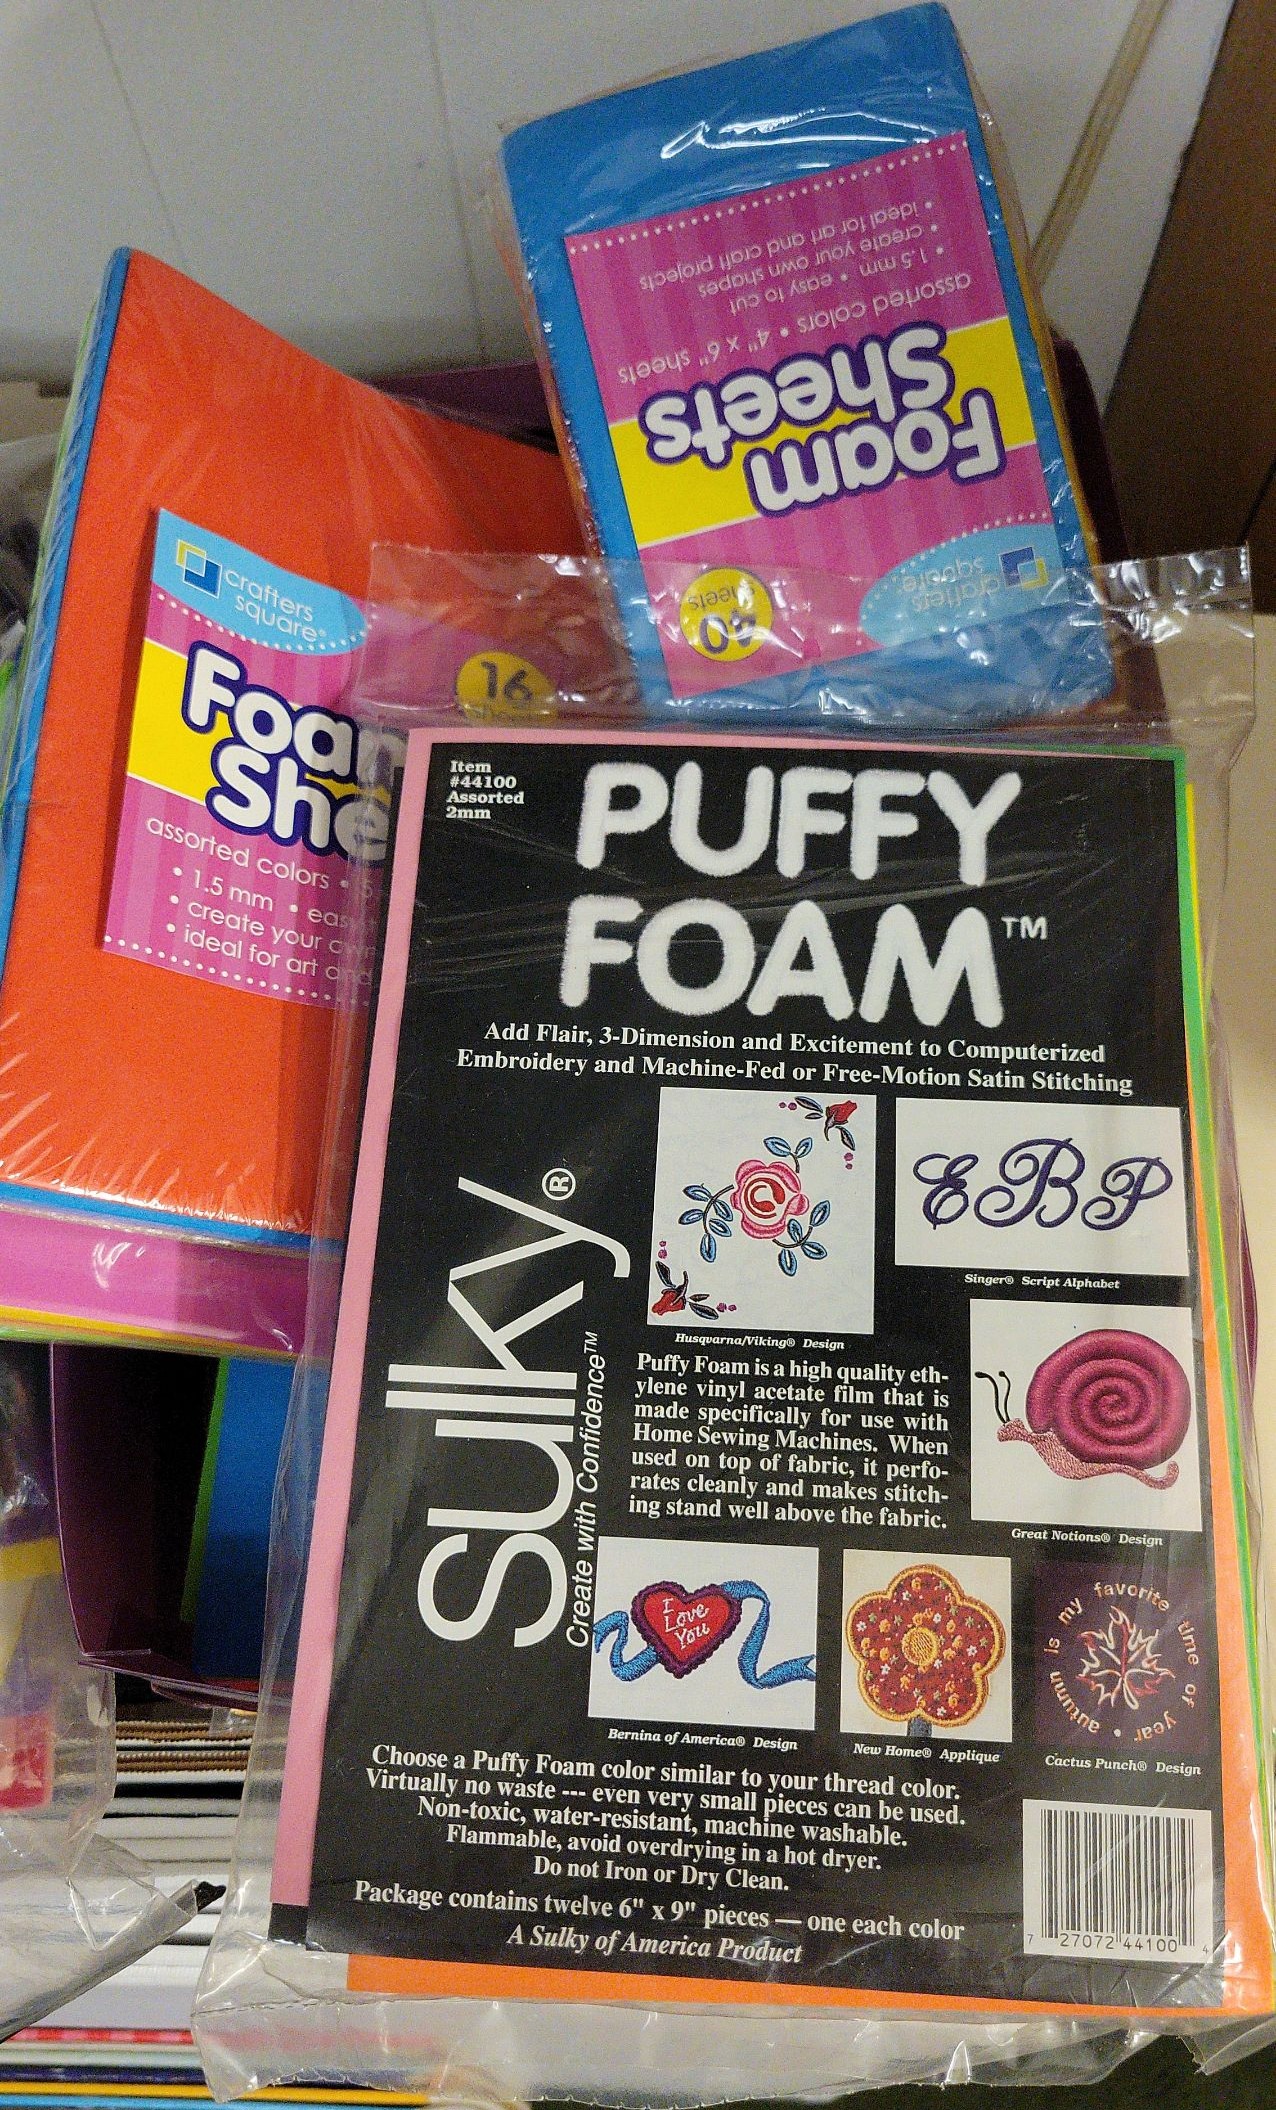 crafters
square
40
sheets
Foam
Sheets
assorted colors • 4" x 6" sheets
• 1.5 mm • easy to cut
• create your own shapes
• ideal for art and craft projects
crafters
square®
16
Foa
She
assorted colors •
• 1.5 mm • eas
• create your own
• ideal for art and
Item
#44100
Assorted
2mm
PUFFY
FOAM™
Add Flair, 3-Dimension and Excitement to Computerized
Embroidery and Machine-Fed or Free-Motion Satin Stitching
Sulky®
Create with Confidence™
Husqvarna/Viking® Design
EBP
Singer® Script Alphabet
Puffy Foam is a high quality eth-
ylene vinyl acetate film that is
made specifically for use with
Home Sewing Machines. When
used on top of fabric, it perfo-
rates cleanly and makes stitch-
ing stand well above the fabric.
Great Notions® Design
I
Love
You
Bernina of America® Design
New Home® Applique
autumn is my favorite time of year •
Cactus Punch® Design
Choose a Puffy Foam color similar to your thread color.
Virtually no waste --- even very small pieces can be used.
Non-toxic, water-resistant, machine washable.
Flammable, avoid overdrying in a hot dryer.
Do not Iron or Dry Clean.
Package contains twelve 6" x 9" pieces — one each color
A Sulky of America Product
7 27072 44100 4